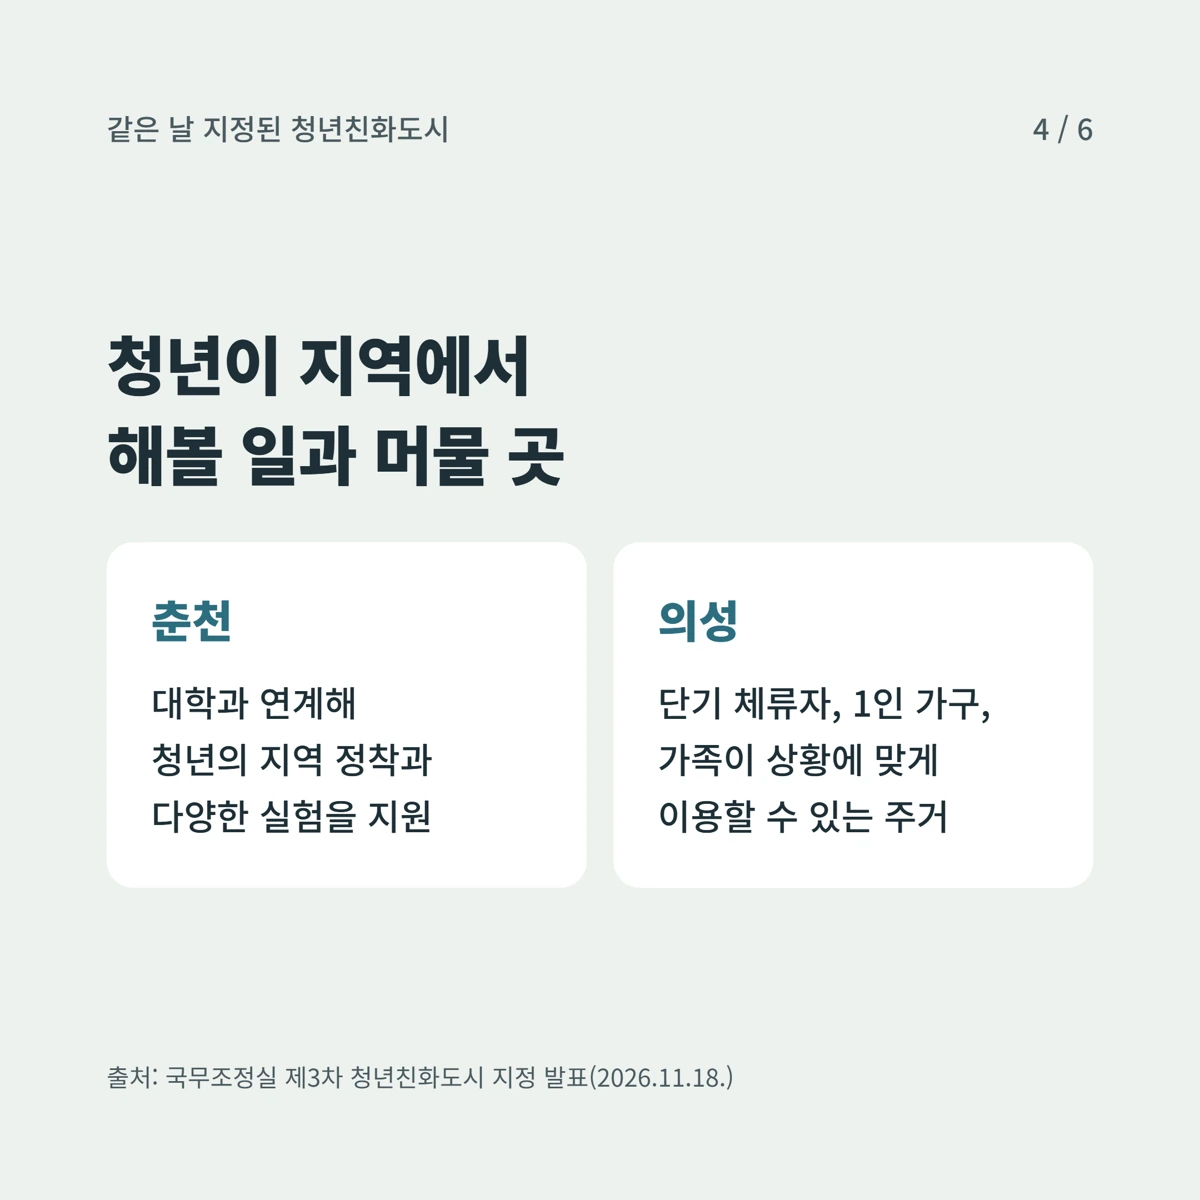 같은 날 지정된 청년친화도시
4 / 6
청년이 지역에서
해볼 일과 머물 곳
춘천
대학과 연계해
청년의 지역 정착과
다양한 실험을 지원
의성
단기 체류자, 1인 가구,
가족이 상황에 맞게
이용할 수 있는 주거
출처: 국무조정실 제3차 청년친화도시 지정 발표(2026.11.18.)